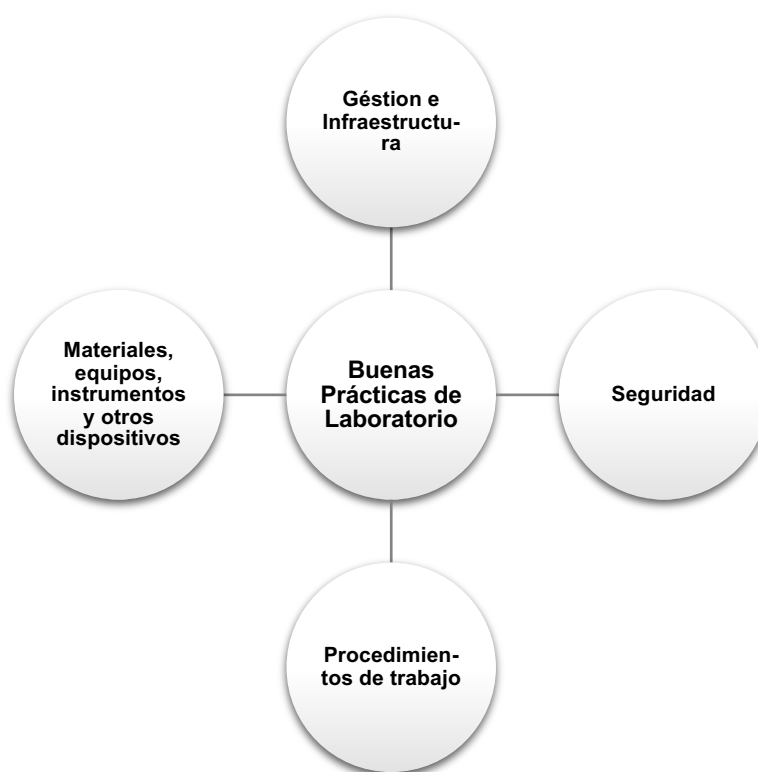 Géstion e
Infraestructu-
ra
Materiales,
equipos,
instrumentos
y otros
dispositivos
Buenas
Prácticas de
Laboratorio
Seguridad
Procedimien-
tos de trabajo